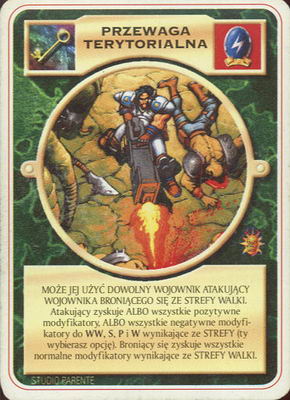 PRZEWAGA
TERYTORIALNA
MOŻE JEJ UŻYĆ DOWOLNY WOJOWNIK ATAKUJĄCY
WOJOWNIKA BRONIĄCEGO SIĘ ZE STREFY WALKI.
Atakujący zyskuje ALBO wszystkie pozytywne
modyfikatory, ALBO wszystkie negatywne modyfi-
katory do WW, S, P i W wynikające ze STREFY (ty
wybierasz opcję). Broniący się zyskuje wszystkie
normalne modyfikatory wynikające ze STREFY WALKI.
STUDIO PARENTE